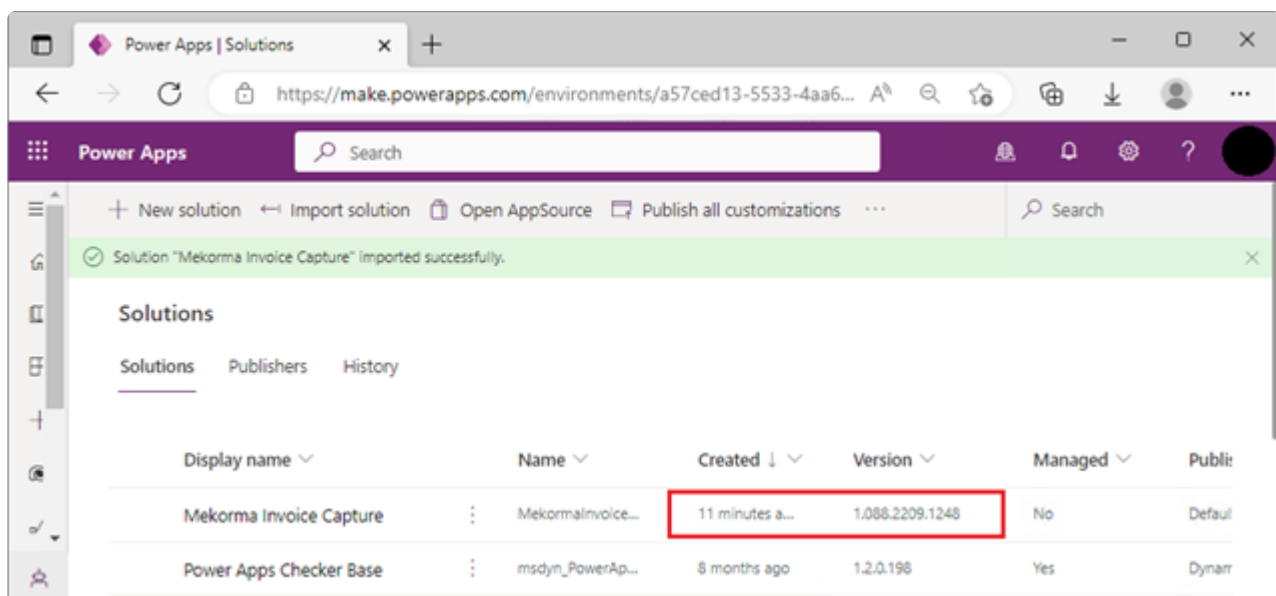 Power Apps | Solutions
https://make.powerapps.com/environments/a57ced13-5533-4aa6...
Power Apps Search
New solution Import solution Open AppSource Publish all customizations ... Search
Solution "Mekorma Invoice Capture" imported successfully.
Solutions
Solutions Publishers History
Display name Name Created ↓ Version Managed Publis
Mekorma Invoice Capture MekormaInvoice... 11 minutes a... 1.088.2209.1248 No Defaul
Power Apps Checker Base msdyn_PowerAp... 8 months ago 1.2.0.198 Yes Dynam